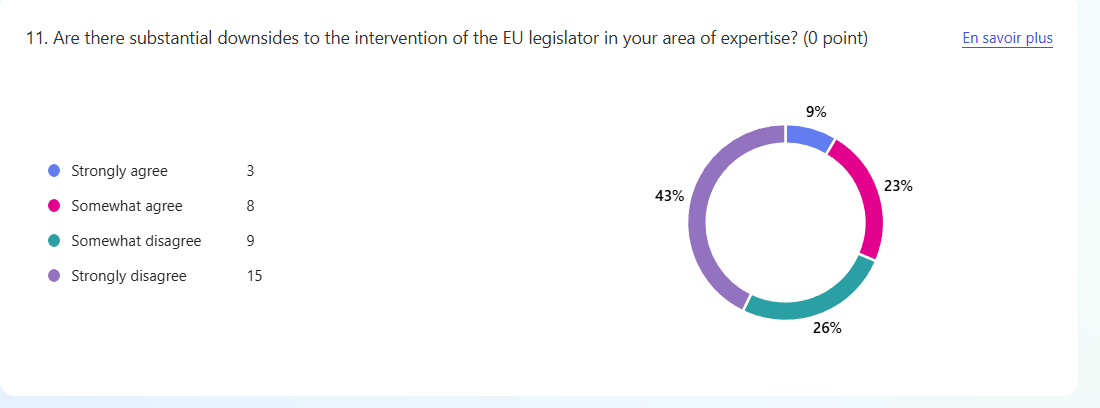 11. Are there substantial downsides to the intervention of the EU legislator in your area of expertise? (0 point)
En savoir plus
Strongly agree 3
Somewhat agree 8
Somewhat disagree 9
Strongly disagree 15
9%
23%
43%
26%